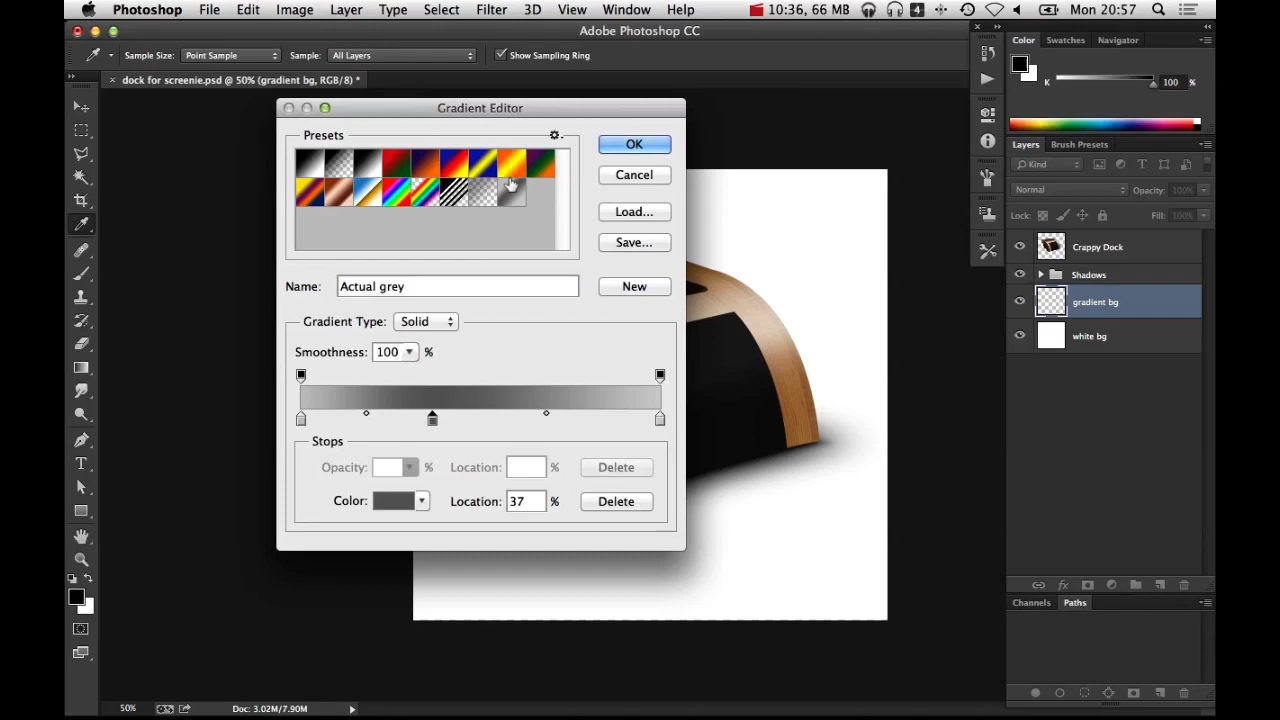 Photoshop File Edit Image Layer Type Select Filter 3D View Window Help 10:36, 66 MB 4 Mon 20:57
Adobe Photoshop CC
Sample Size: Point Sample Sample: All Layers Show Sampling Ring
dock for screenie.psd @ 50% (gradient bg, RGB/8) *
Color Swatches Navigator
K 100 %
Gradient Editor
Presets
OK
Cancel
Load...
Save...
Name: Actual grey New
Gradient Type: Solid
Smoothness: 100 %
Stops
Opacity: % Location: % Delete
Color: Location: 37 % Delete
Layers Brush Presets
Kind
Normal Opacity: 100%
Lock: Fill: 100%
Crappy Dock
Shadows
gradient bg
white bg
fx
Channels Paths
50% Doc: 3.02M/7.90M